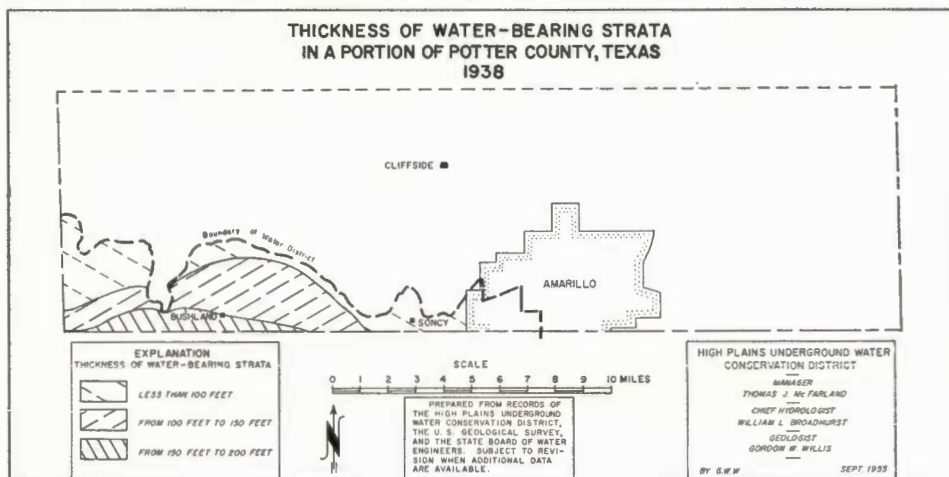 THICKNESS OF WATER-BEARING STRATA
IN A PORTION OF POTTER COUNTY, TEXAS
1938
CLIFFSIDE
Boundary of Water District
AMARILLO
BUSHLAND
SONCY
EXPLANATION
THICKNESS OF WATER-BEARING STRATA
LESS THAN 100 FEET
FROM 100 FEET TO 150 FEET
FROM 150 FEET TO 200 FEET
SCALE
0 1 2 3 4 5 6 7 8 9 10 MILES
N
PREPARED FROM RECORDS OF
THE HIGH PLAINS UNDERGROUND
WATER CONSERVATION DISTRICT,
THE U.S. GEOLOGICAL SURVEY,
AND THE STATE BOARD OF WATER
ENGINEERS. SUBJECT TO REVI-
SION WHEN ADDITIONAL DATA
ARE AVAILABLE.
HIGH PLAINS UNDERGROUND WATER
CONSERVATION DISTRICT
MANAGER
THOMAS J. McFARLAND
CHIEF HYDROLOGIST
WILLIAM L. BROADHURST
GEOLOGIST
GORDON W. WILLIS
BY G.W.W. SEPT. 1955